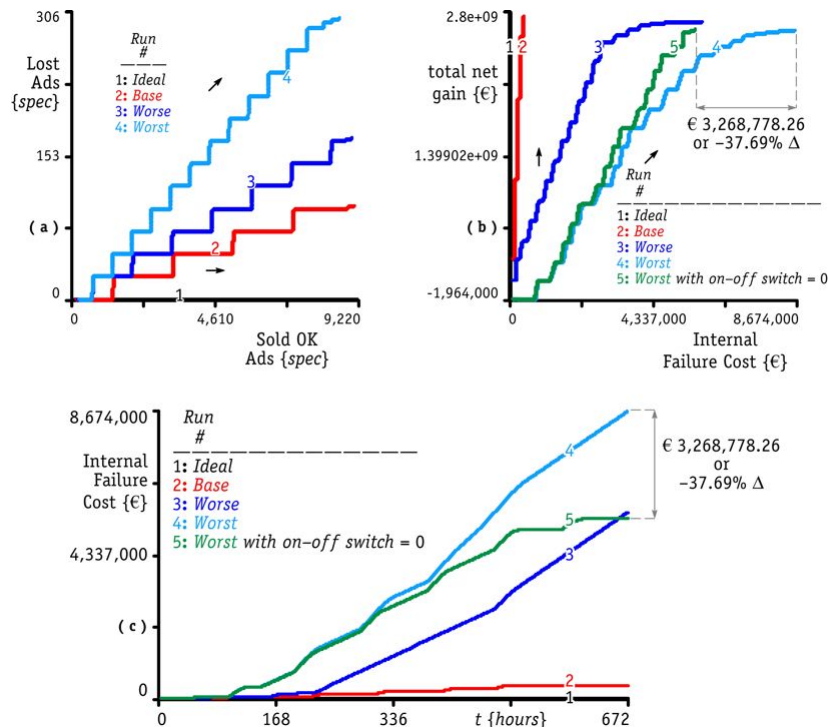 306
Lost
Ads
{spec}
153
( a )
0
Run
#
1: Ideal
2: Base
3: Worse
4: Worst
4
3
2
1
0
4,610
9,220
Sold OK
Ads {spec}
2.8e+09
total net
gain {€}
1.39902e+09
( b )
-1,964,000
1
2
3
5
4
€ 3,268,778.26
or −37.69% Δ
Run
#
1: Ideal
2: Base
3: Worse
4: Worst
5: Worst with on−off switch = 0
0
4,337,000
8,674,000
Internal
Failure Cost {€}
8,674,000
Internal
Failure
Cost {€}
4,337,000
( c )
0
Run
#
1: Ideal
2: Base
3: Worse
4: Worst
5: Worst with on−off switch = 0
4
5
3
2
1
€ 3,268,778.26
or
−37.69% Δ
0
168
336
t {hours}
672